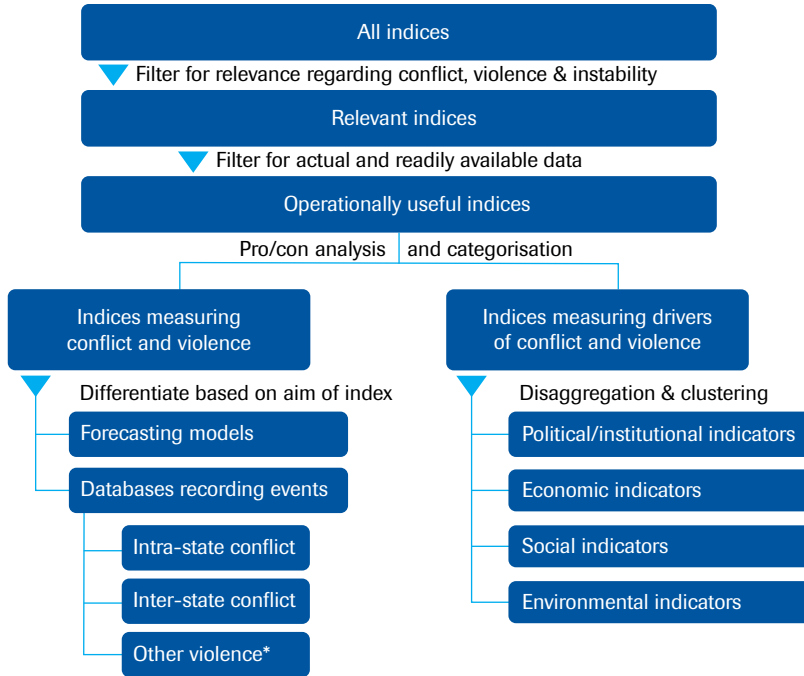 All indices
Filter for relevance regarding conflict, violence & instability
Relevant indices
Filter for actual and readily available data
Operationally useful indices
Pro/con analysis and categorisation
Indices measuring
conflict and violence
Differentiate based on aim of index
Forecasting models
Databases recording events
Intra-state conflict
Inter-state conflict
Other violence*
Indices measuring drivers
of conflict and violence
Disaggregation & clustering
Political/institutional indicators
Economic indicators
Social indicators
Environmental indicators